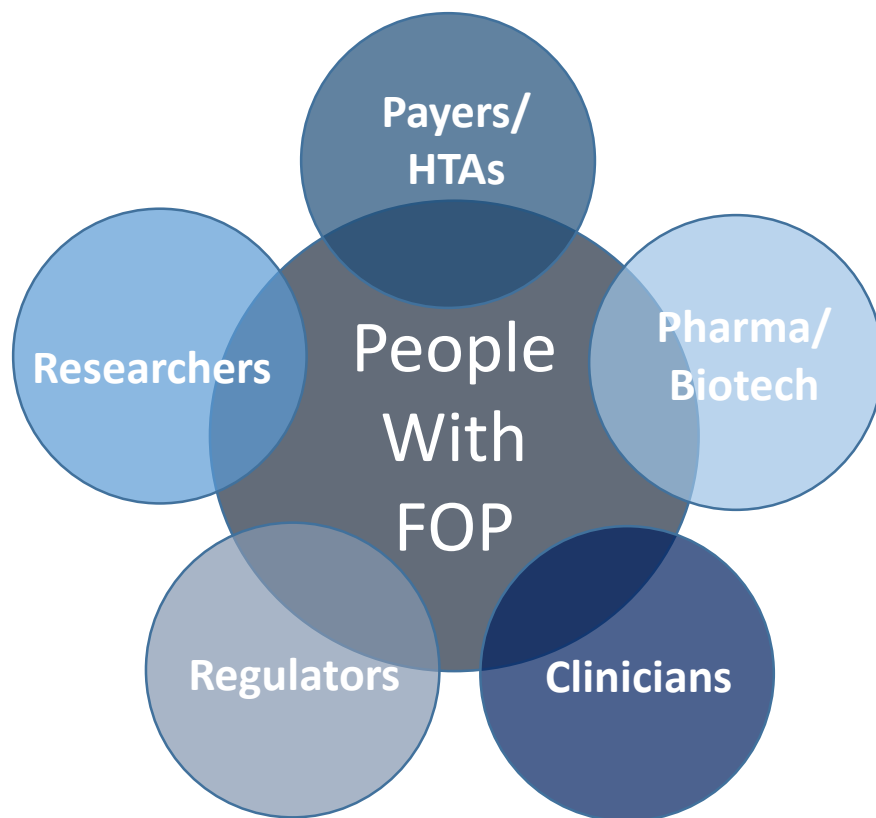 Payers/
HTAs
Researchers
People
With
FOP
Pharma/
Biotech
Regulators
Clinicians